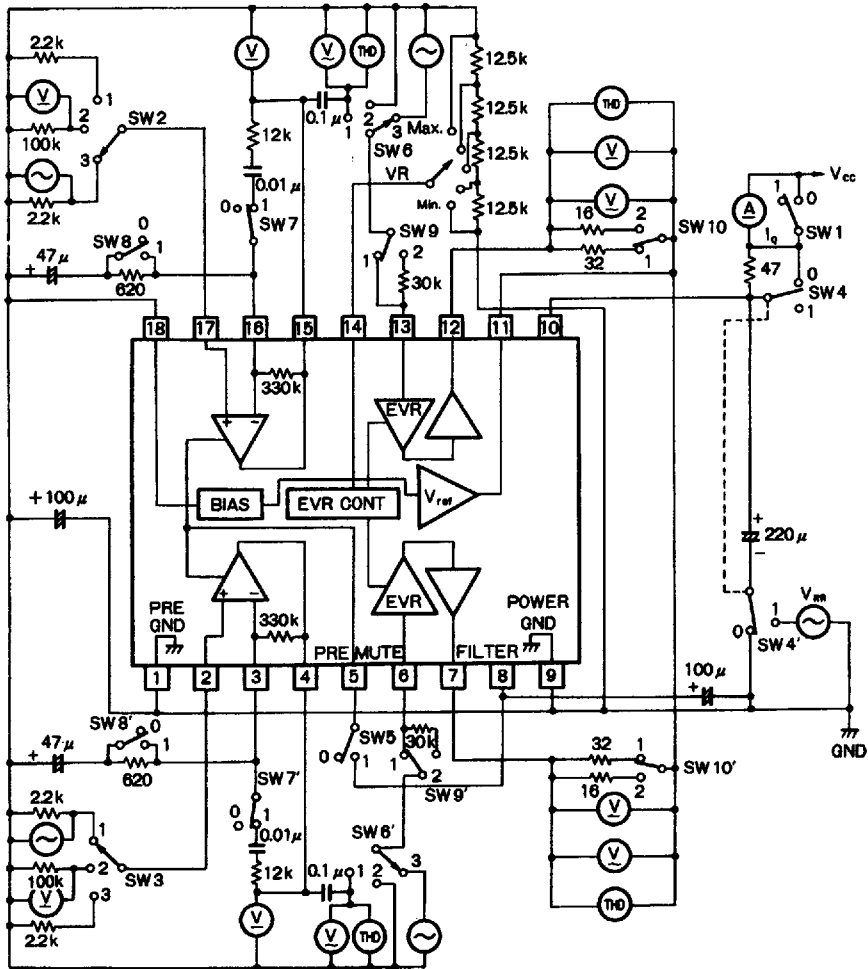 2.2k
V
1
2
SW2
100k
3
2.2k
V
12k
0.01μ
0
1
SW7
V
THD
0.1μ
1
2
3
SW6
12.5k
Max.
12.5k
12.5k
VR
Min.
12.5k
SW9
1
2
30k
THD
V
V
16
2
SW10
32
1
Vcc
1
0
A
SW1
IQ
47
0
SW4
1
SW8
0
1
47μ
+
620
18
17
16
15
14
13
12
11
10
330k
+
-
EVR
BIAS
EVR CONT
Vref
+ 100μ
+
220μ
-
PRE
GND
+
-
330k
EVR
POWER
GND
PRE MUTE
FILTER
1
2
3
4
5
6
7
8
9
VRR
1
0
SW4'
100μ
+
GND
SW8'
0
1
47μ
+
620
SW5
0
1
30k
1
2
SW9'
32
1
SW10'
16
2
V
V
THD
SW7'
0
1
0.01μ
12k
V
0.1μ
1
2
3
SW6'
V
THD
2.2k
1
2
SW3
100k
V
3
2.2k